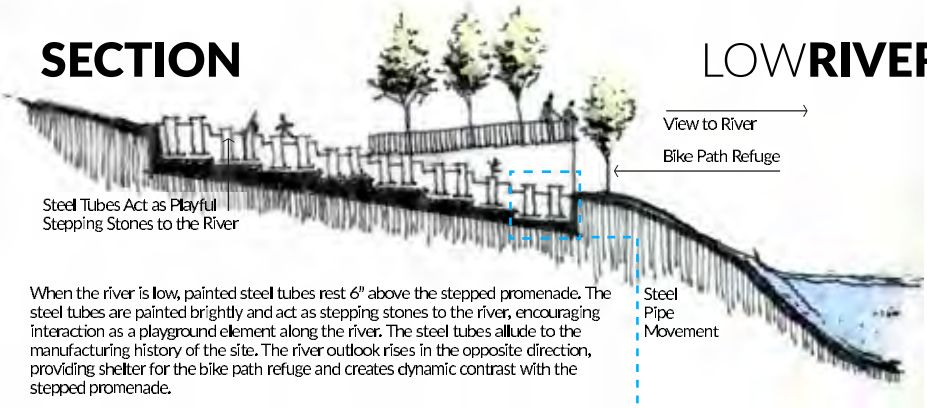 SECTION
LOWRIVER
View to River
Bike Path Refuge
Steel Tubes Act as Playful
Stepping Stones to the River
When the river is low, painted steel tubes rest 6" above the stepped promenade. The
steel tubes are painted brightly and act as stepping stones to the river, encouraging
interaction as a playground element along the river. The steel tubes allude to the
manufacturing history of the site. The river outlook rises in the opposite direction,
providing shelter for the bike path refuge and creates dynamic contrast with the
stepped promenade.
Steel
Pipe
Movement